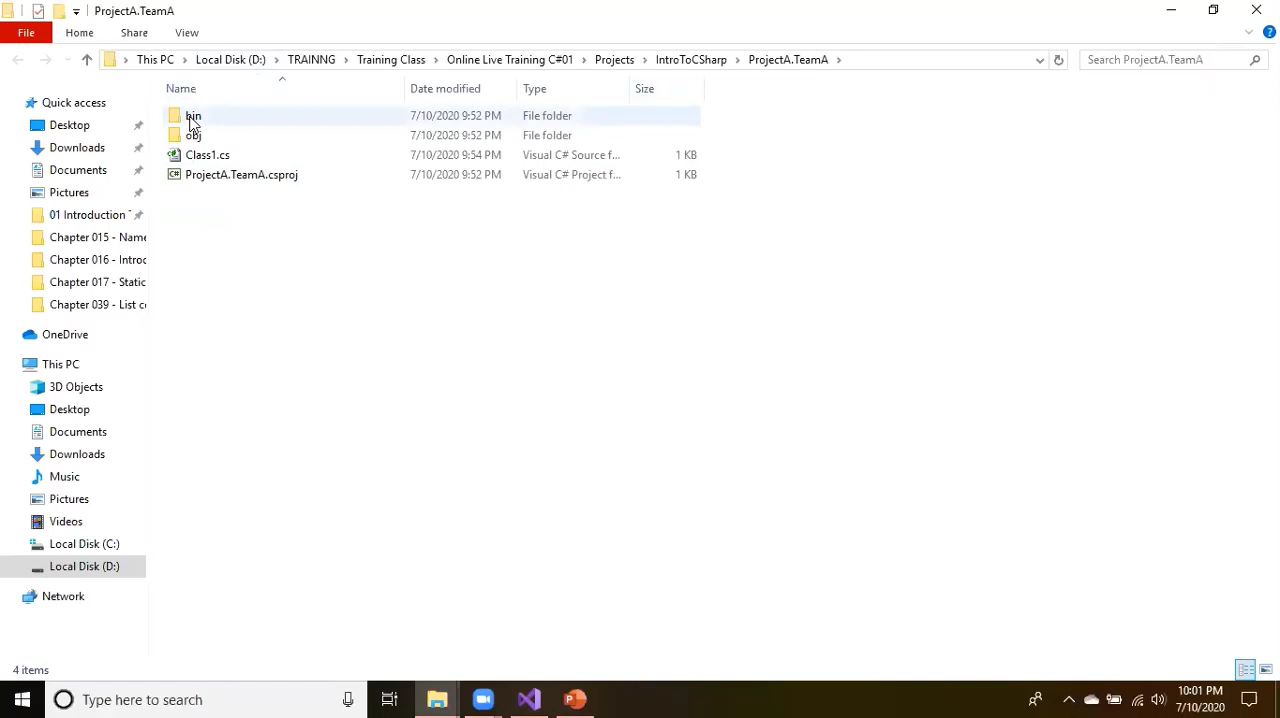 ProjectA.TeamA
File Home Share View
This PC Local Disk (D:) TRAINNG Training Class Online Live Training C#01 Projects IntroToCSharp ProjectA.TeamA Search ProjectA.TeamA
Name Date modified Type Size
Quick access
Desktop
Downloads
Documents
Pictures
01 Introduction T
Chapter 015 - Name
Chapter 016 - Introc
Chapter 017 - Static
Chapter 039 - List co
OneDrive
This PC
3D Objects
Desktop
Documents
Downloads
Music
Pictures
Videos
Local Disk (C:)
Local Disk (D:)
Network
bin 7/10/2020 9:52 PM File folder
obj 7/10/2020 9:52 PM File folder
Class1.cs 7/10/2020 9:54 PM Visual C# Source f... 1 KB
ProjectA.TeamA.csproj 7/10/2020 9:52 PM Visual C# Project f... 1 KB
4 items
Type here to search
10:01 PM
7/10/2020